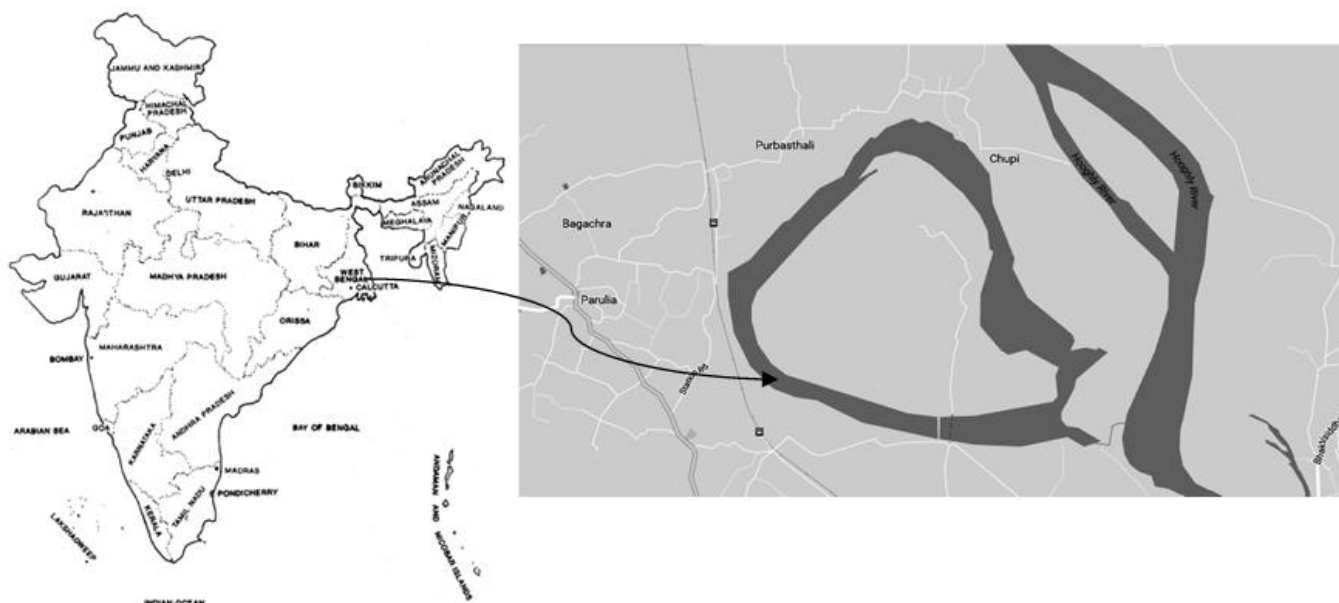 JAMMU AND KASHMIR
HIMACHAL
PRADESH
PUNJAB
HARYANA
DELHI
ARUNACHAL
PRADESH
SIKKIM
UTTAR PRADESH
ASSAM
NAGALAND
RAJASTHAN
MEGHALAYA
MANIPUR
BIHAR
TRIPURA
MIZORAM
GUJARAT
MADHYA PRADESH
WEST
BENGAL
CALCUTTA
ORISSA
MAHARASHTRA
BOMBAY
ANDHRA PRADESH
ARABIAN SEA
GOA
BAY OF BENGAL
KARNATAKA
MADRAS
PONDICHERRY
TAMIL NADU
KERALA
LAKSHADWEEP
ANDAMAN AND NICOBAR ISLANDS
INDIAN OCEAN
Purbasthali
Chupi
Hooghly River
Hooghly River
Bagachra
Parulia